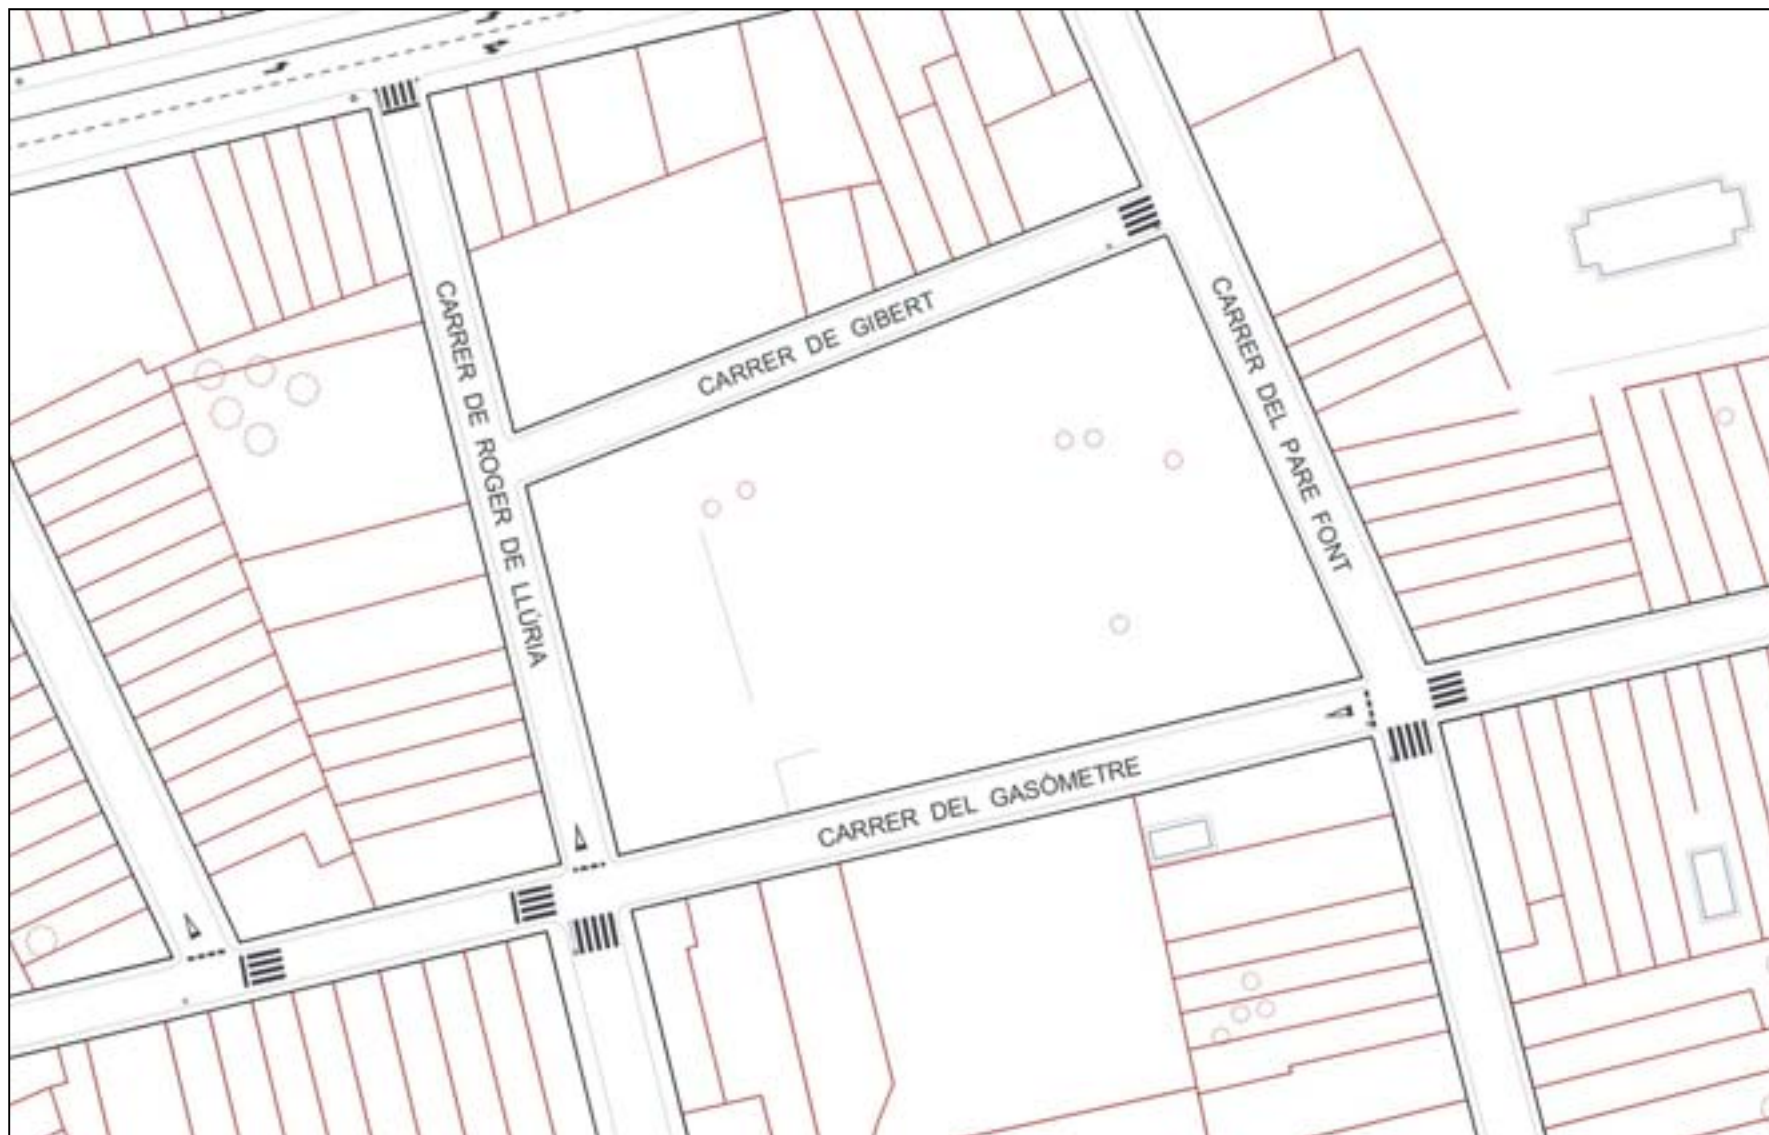 CARRER DE GIBERT
CARRER DE ROGER DE LLÚRIA
CARRER DEL PARE FONT
CARRER DEL GASÒMETRE